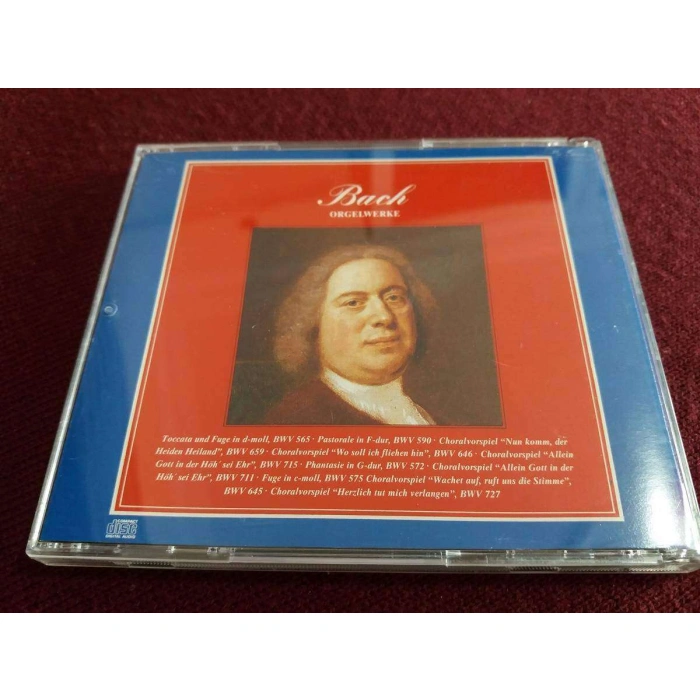 Bach
ORGELWERKE
Toccata und Fuge in d-moll, BWV 565 · Pastorale in F-dur, BWV 590 · Choralvorspiel "Nun komm, der
Heiden Heiland", BWV 659 · Choralvorspiel "Wo soll ich fliehen hin", BWV 646 · Choralvorspiel "Allein
Gott in der Höh' sei Ehr", BWV 715 · Phantasie in G-dur, BWV 572 · Choralvorspiel "Allein Gott in der
Höh' sei Ehr", BWV 711 · Fuge in c-moll, BWV 575 Choralvorspiel "Wachet auf, ruft uns die Stimme",
BWV 645 · Choralvorspiel "Herzlich tut mich verlangen", BWV 727
COMPACT
disc
DIGITAL AUDIO